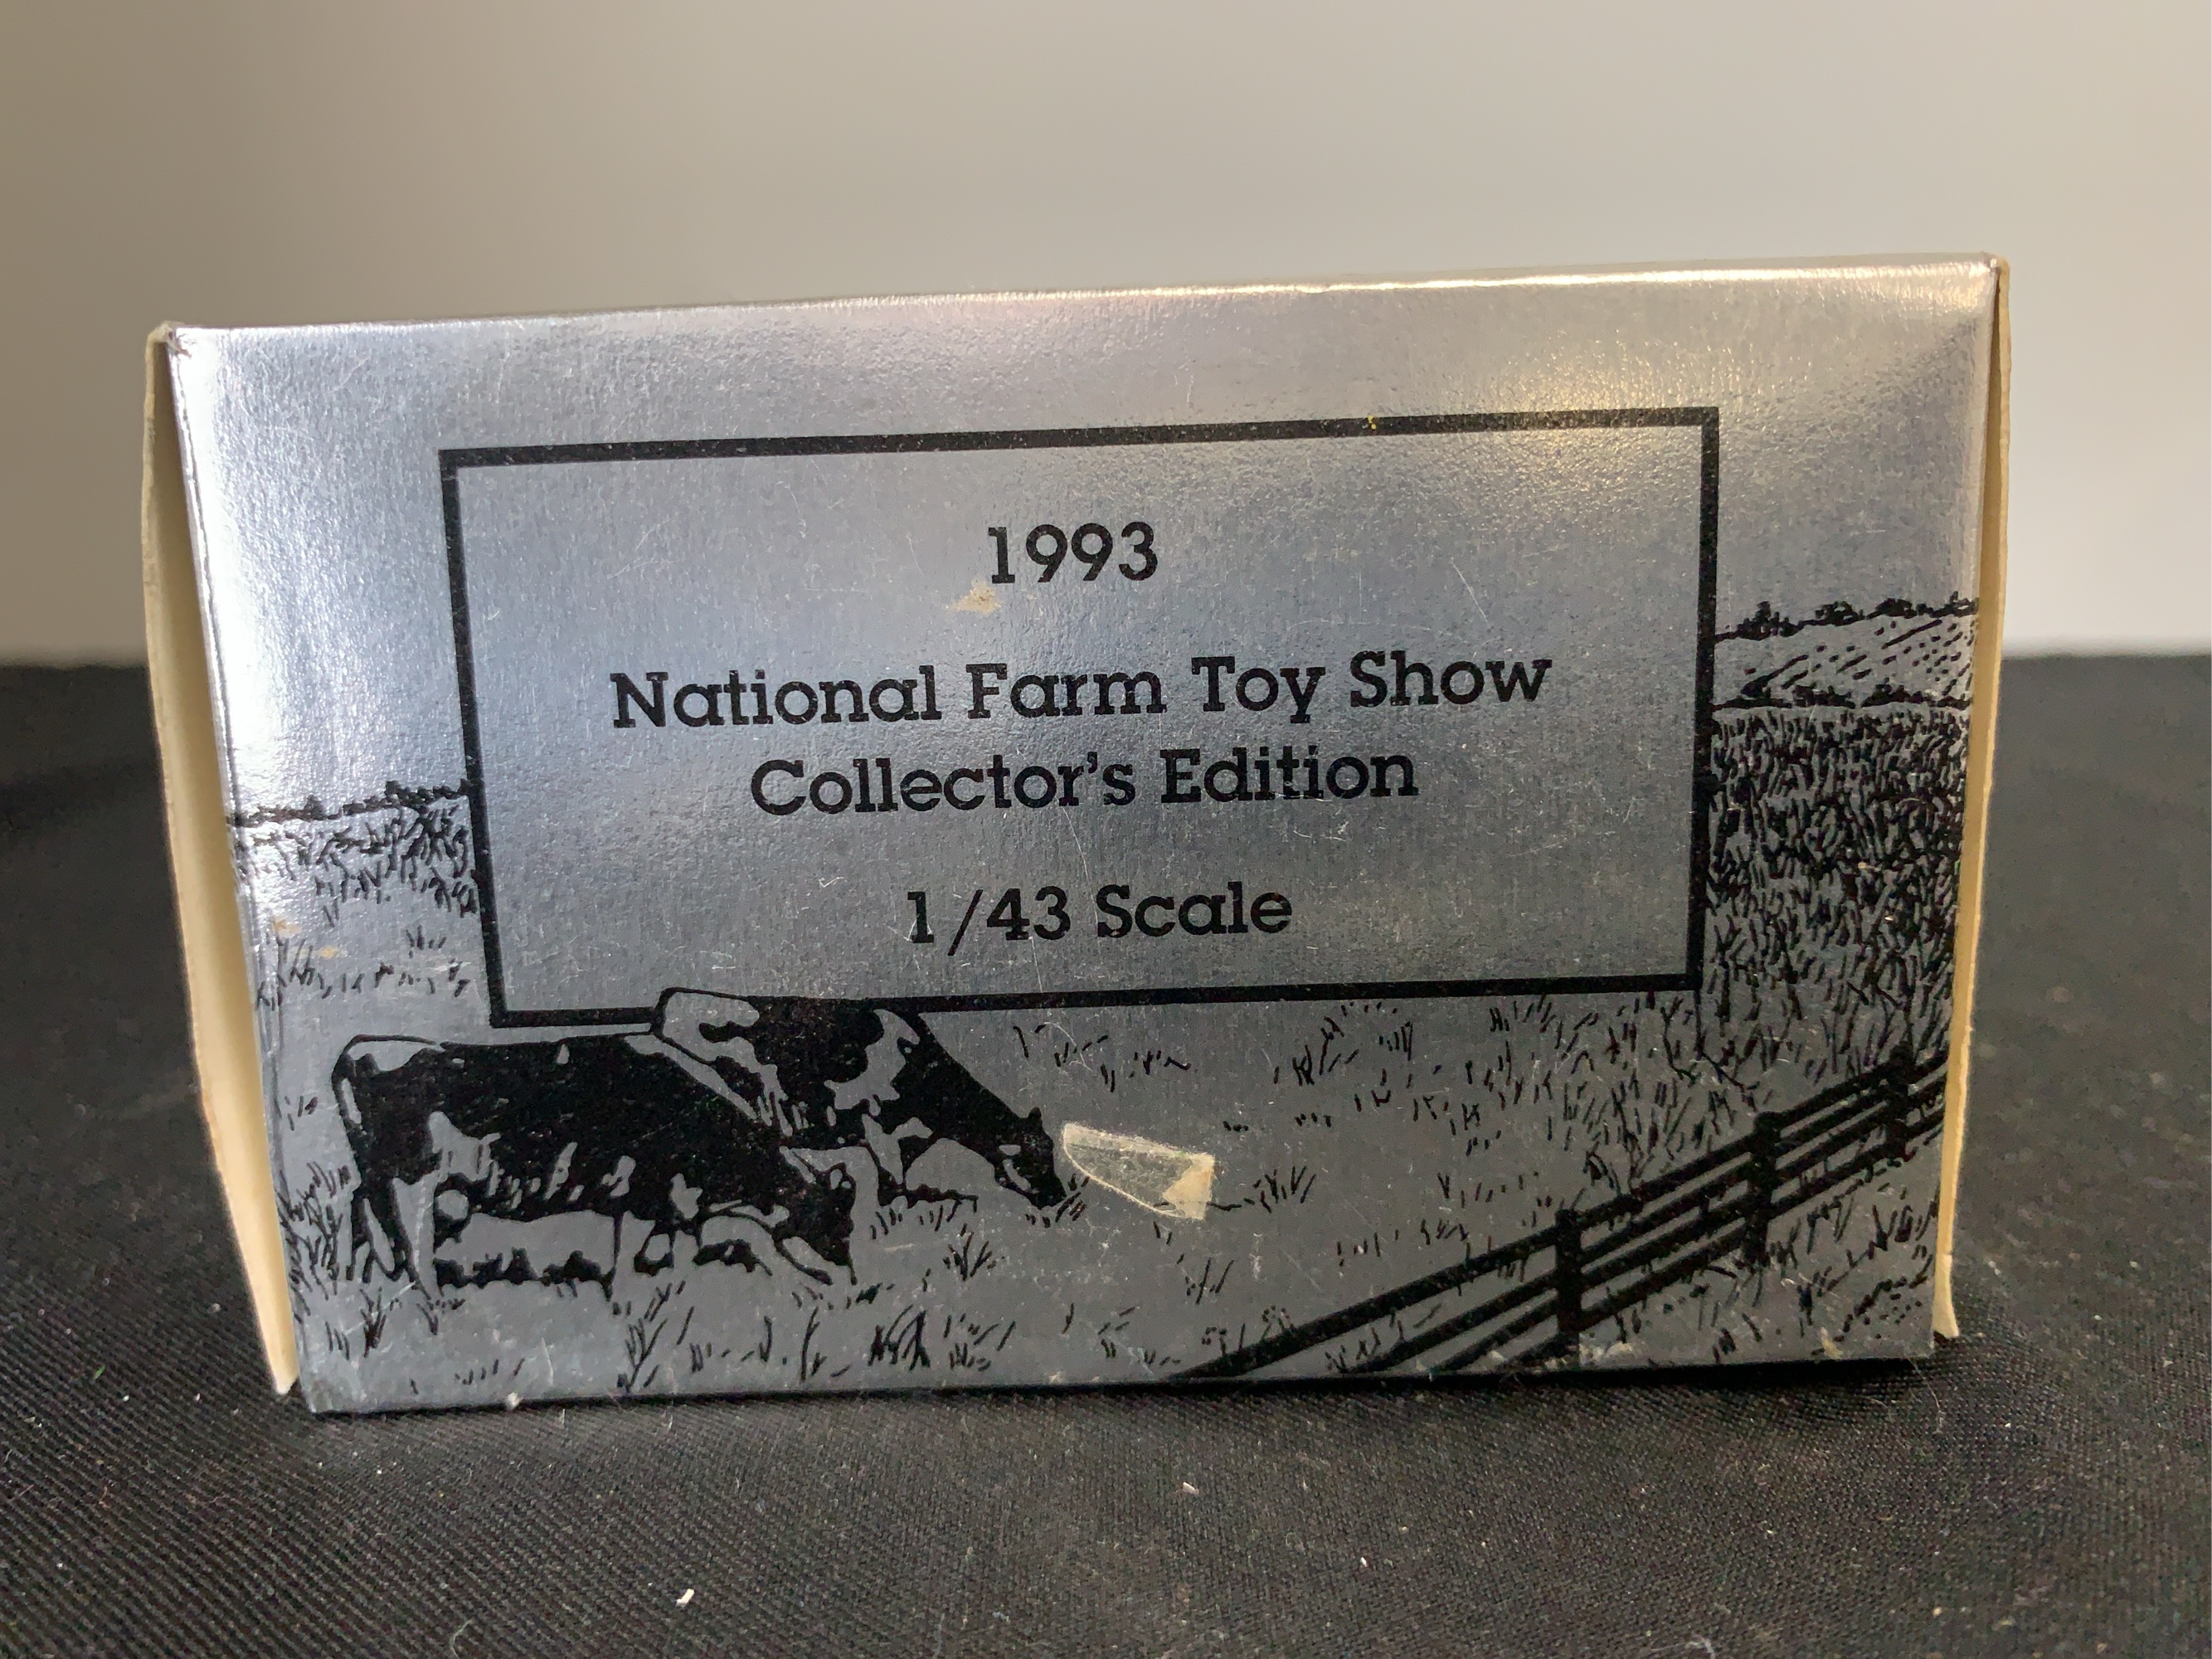 1993
National Farm Toy Show
Collector's Edition
1/43 Scale